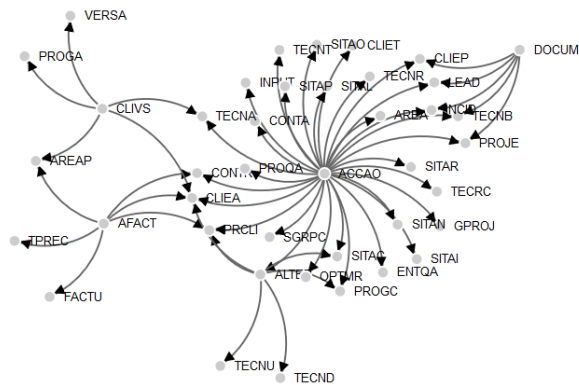 VERSA
PROGA
TECNT
SITAO
CLIET
CLIEP
DOCUM
TECNR
LEAD
SITAP
SITAL
CLIVS
TECNA
CONTA
AREA
TECNB
PROJE
AREAP
PROQA
ACCAO
SITAR
CLIEA
TECRC
AFACT
PRCLI
SGRPC
SITAN
GPROJ
TPREC
SITAC
SITAI
ALTE
OPTMR
ENTQA
FACTU
PROGC
TECNU
TECND